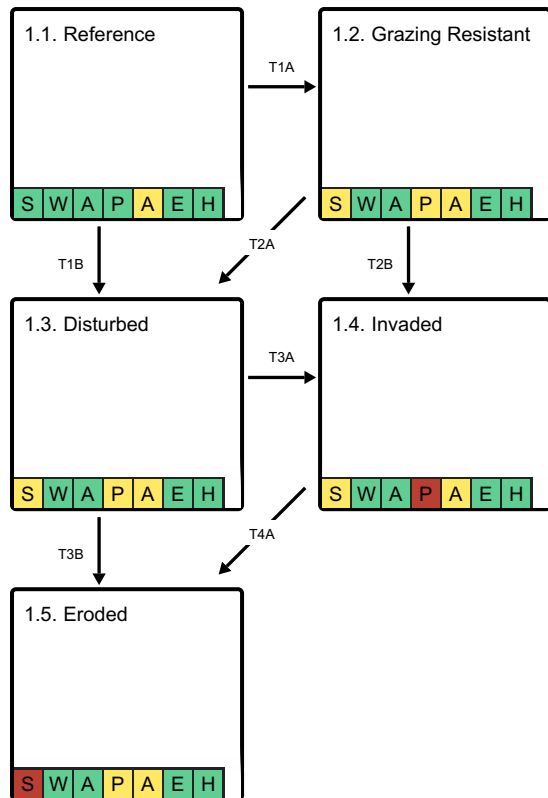 1.1. Reference
1.2. Grazing Resistant
T1A
S W A P A E H
S W A P A E H
T1B
T2A
T2B
1.3. Disturbed
1.4. Invaded
T3A
S W A P A E H
S W A P A E H
T3B
T4A
1.5. Eroded
S W A P A E H